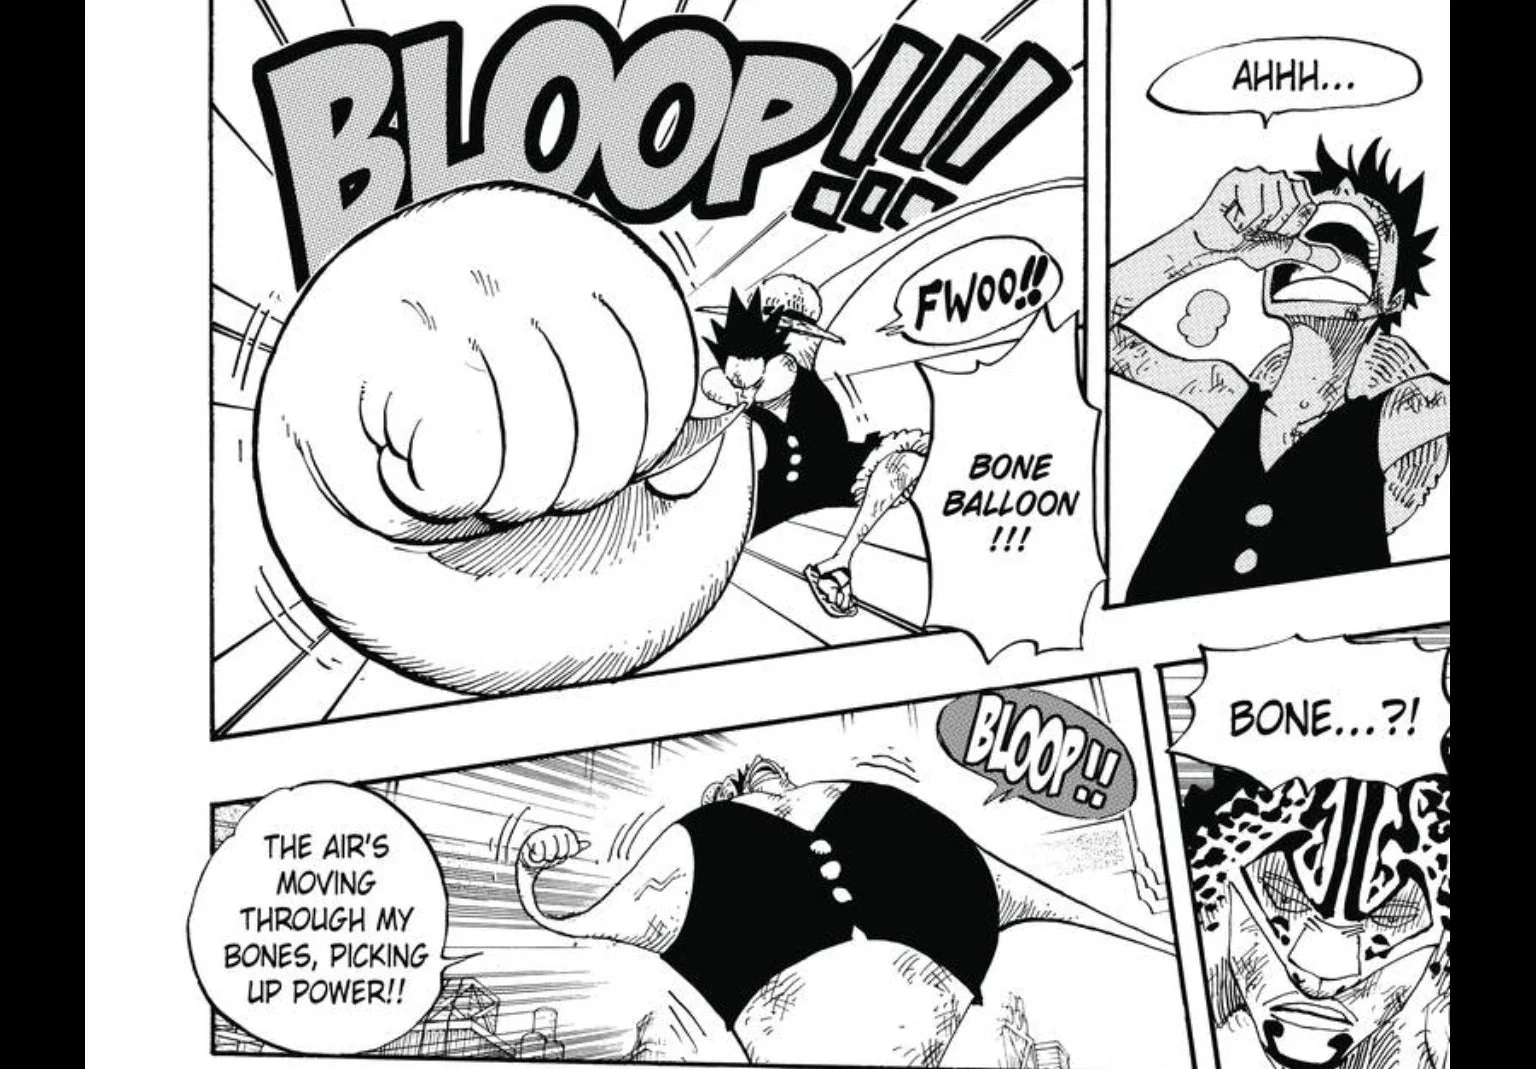 AHHH...
BLOOP!!!
FWOO!!
BONE
BALLOON
!!!
BONE...?!
BLOOP!!
THE AIR'S
MOVING
THROUGH MY
BONES, PICKING
UP POWER!!